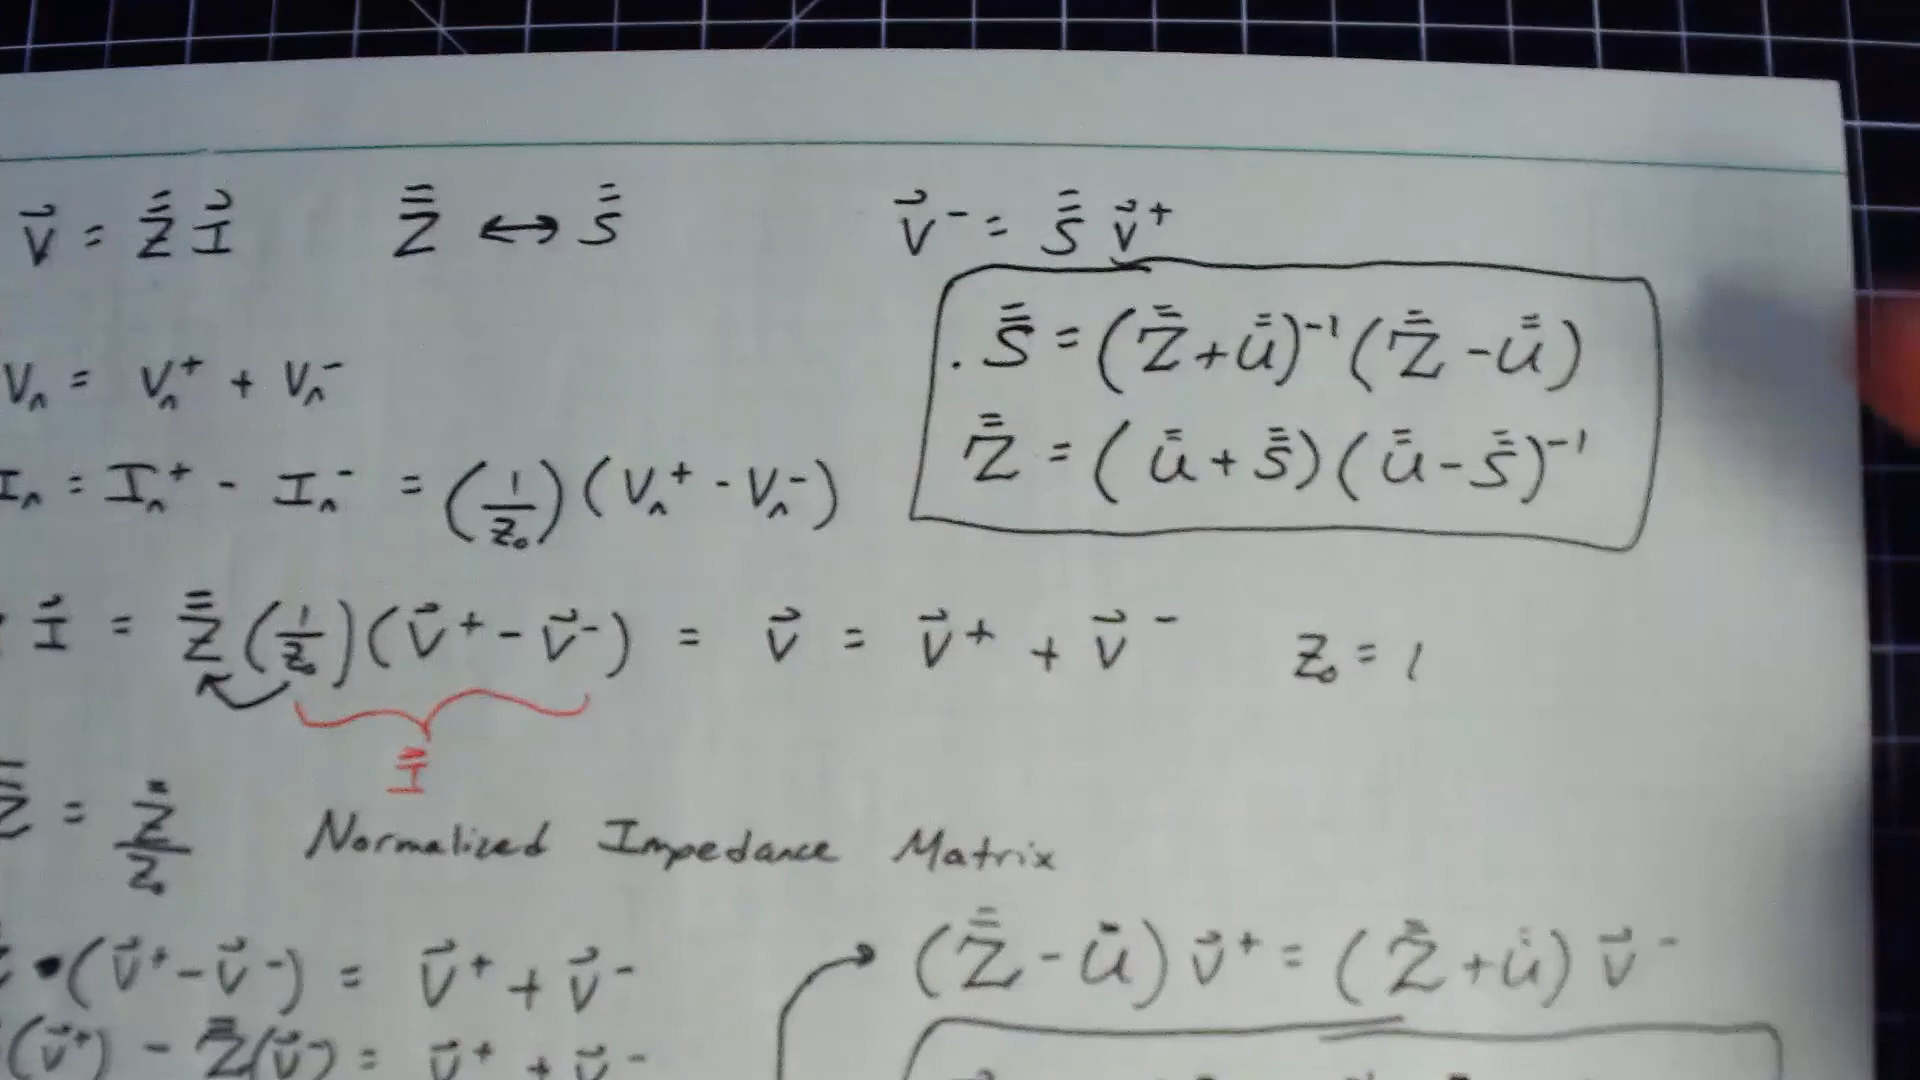 V⃗ = Z̿ I⃗ Z̿ ↔ S̿ V⃗⁻ = S̿ V⃗⁺
. S̿ = (Z̿ + U̿)⁻¹ (Z̿ - U̿)
Vₙ = Vₙ⁺ + Vₙ⁻
Z̿ = (U̿ + S̿)(U̿ - S̿)⁻¹
Iₙ = Iₙ⁺ - Iₙ⁻ = (1/Z₀)(Vₙ⁺ - Vₙ⁻)
I⃗ = Z̿ (1/Z₀)(V⃗⁺ - V⃗⁻) = V⃗ = V⃗⁺ + V⃗⁻ Z₀ = 1
I̿
Z̿ = Z̿/Z₀ Normalized Impedance Matrix
•(V⃗⁺ - V⃗⁻) = V⃗⁺ + V⃗⁻ (Z̿ - U̿) V⃗⁺ = (Z̿ + U̿) V⃗⁻
(V⃗⁺) - Z̿(V⃗⁻) = V⃗⁺ + V⃗⁻